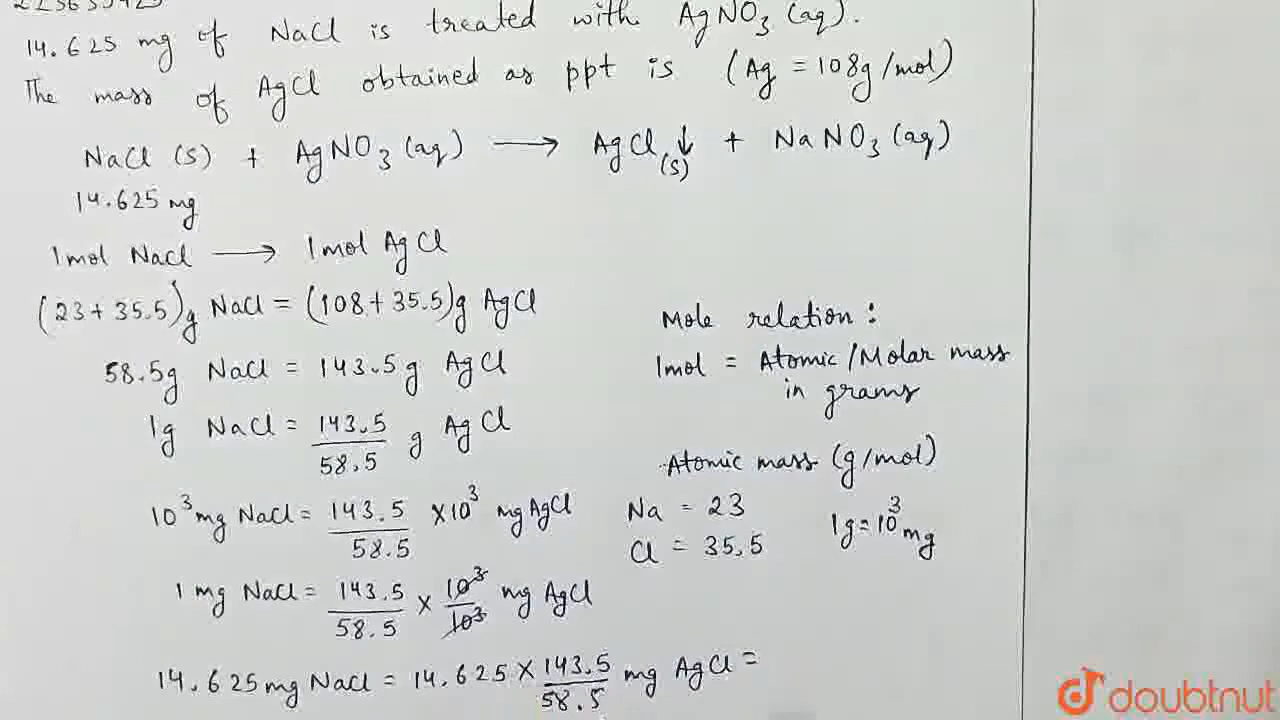 14.625 mg of NaCl is treated with AgNO₃ (aq).
The mass of AgCl obtained as ppt is (Ag = 108g/mol)
NaCl (s) + AgNO₃ (aq) ⟶ AgCl↓(s) + NaNO₃ (aq)
14.625 mg
1mol NaCl ⟶ 1mol AgCl
(23+35.5)g NaCl = (108+35.5)g AgCl
58.5g NaCl = 143.5g AgCl
1g NaCl = 143.5/58.5 g AgCl
10³ mg NaCl = 143.5/58.5 ×10³ mg AgCl
1 mg NaCl = 143.5/58.5 × 10³/10³ mg AgCl
14.625mg NaCl = 14.625 × 143.5/58.5 mg AgCl =
Mole relation :
1mol = Atomic/Molar mass
in grams
Atomic mass (g/mol)
Na = 23
Cl = 35.5
1g = 10³ mg
doubtnut